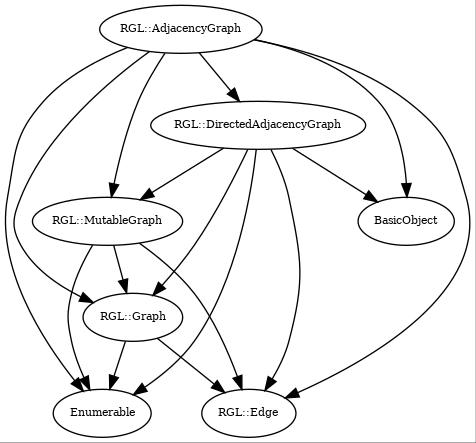 RGL::AdjacencyGraph
RGL::DirectedAdjacencyGraph
RGL::MutableGraph
BasicObject
RGL::Graph
Enumerable
RGL::Edge